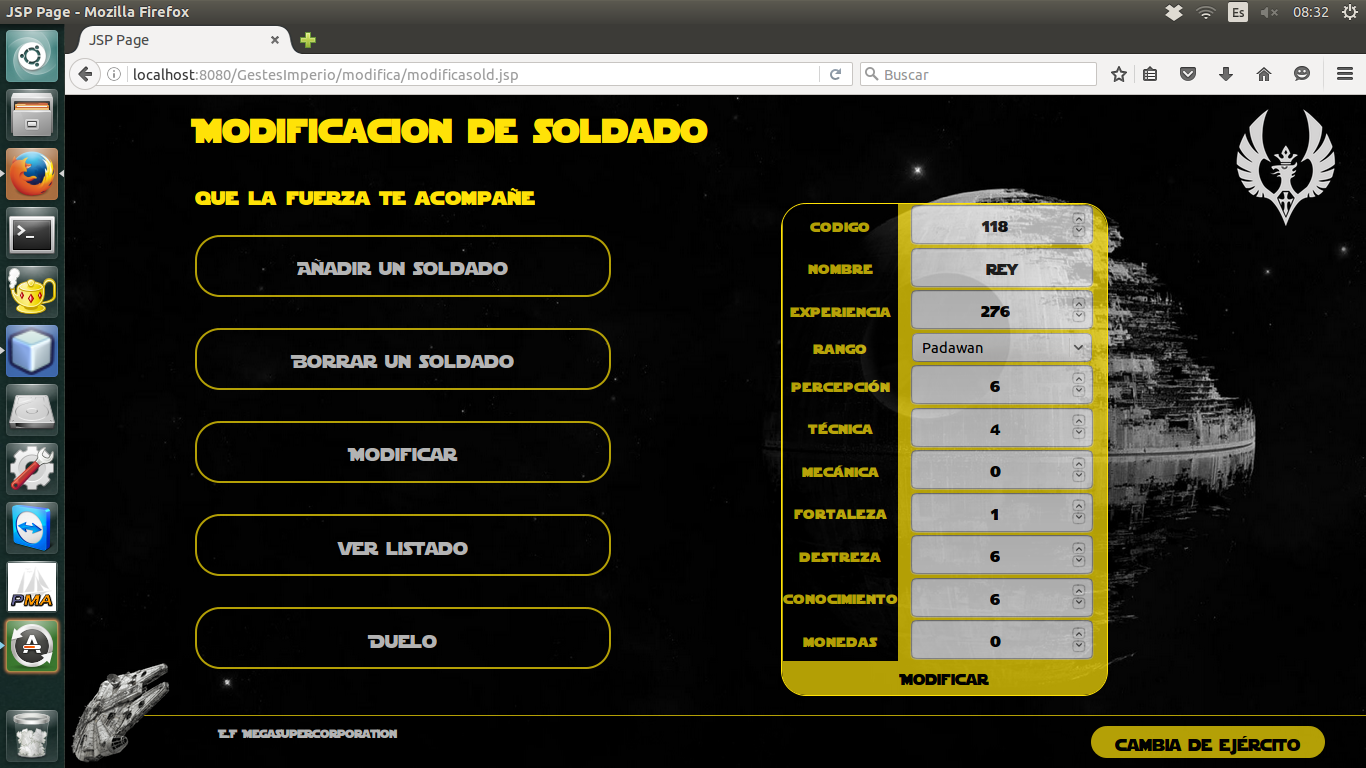 JSP Page - Mozilla Firefox
Es
08:32
JSP Page
localhost:8080/GestesImperio/modifica/modificasold.jsp
Buscar
Modificacion de Soldado
que la fuerza te acompañe
Añadir un Soldado
Borrar un soldado
Modificar
ver listado
Duelo
codigo 118
nombre REY
experiencia 276
rango Padawan
percepción 6
técnica 4
mecánica 0
fortaleza 1
destreza 6
conocimiento 6
monedas 0
Modificar
PMA
A
E.T Megasupercorporation
cambia de ejército